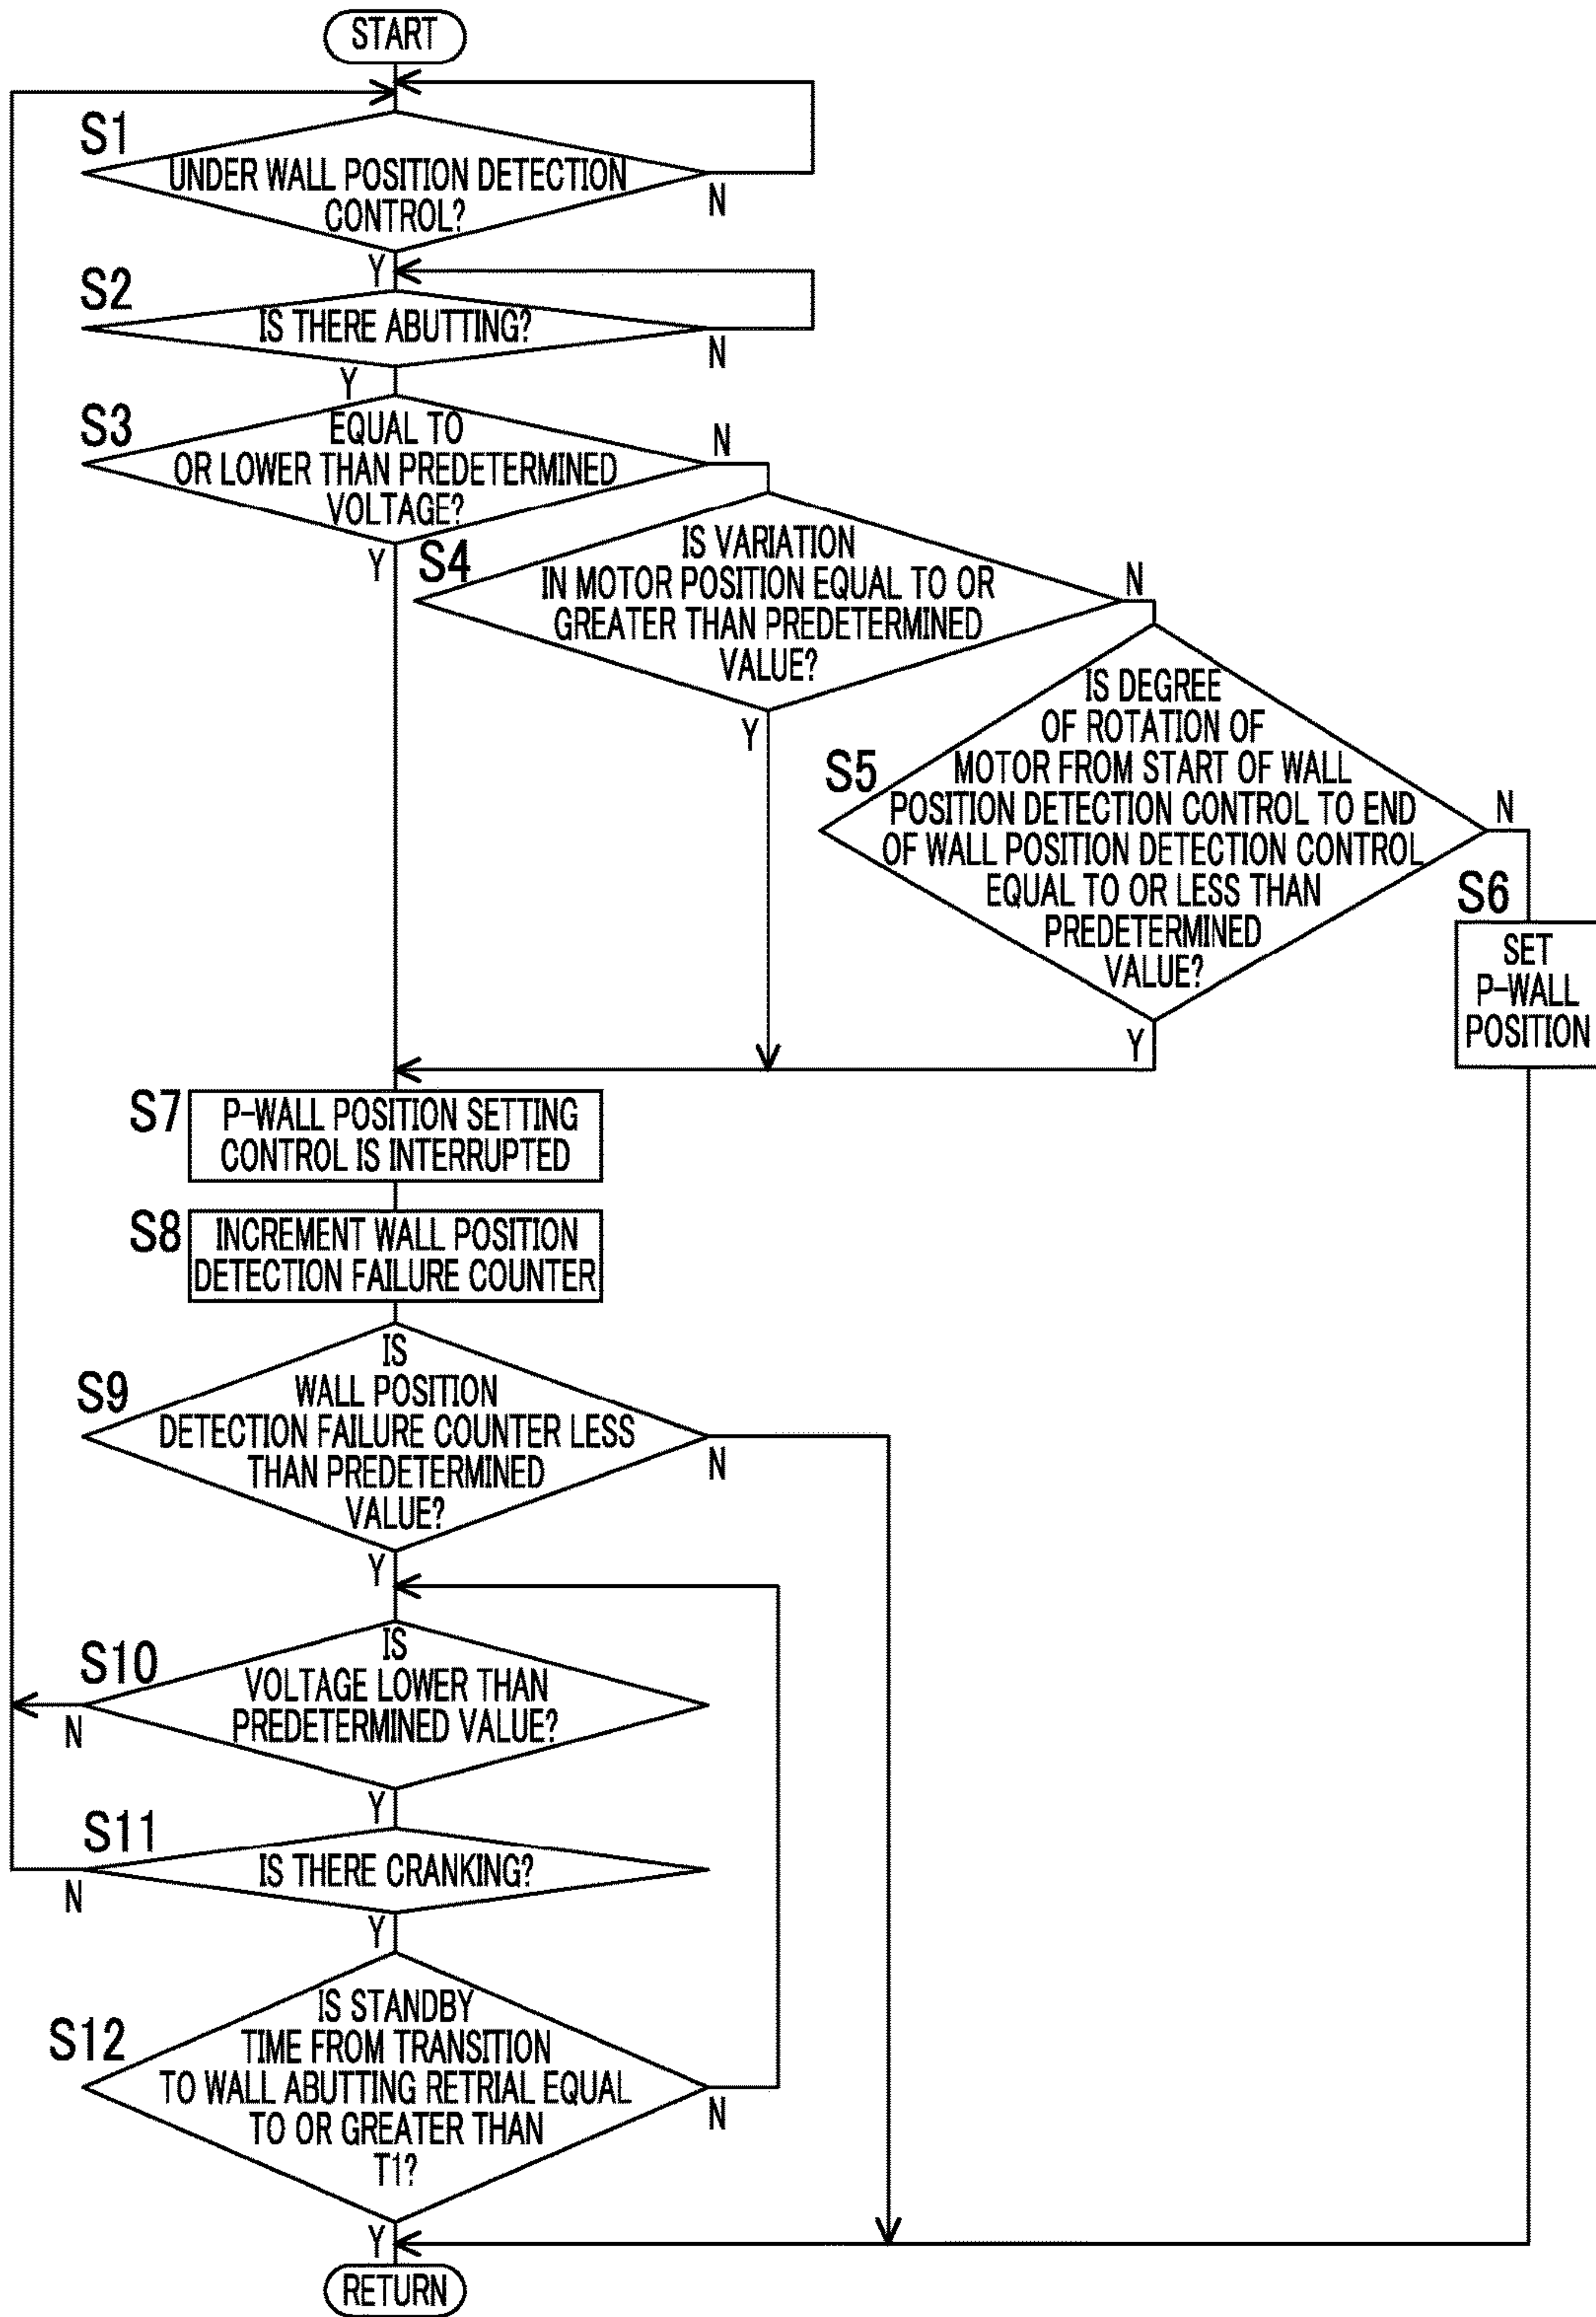 START
S1
UNDER WALL POSITION DETECTION
CONTROL?
N
Y
S2
IS THERE ABUTTING?
N
Y
S3
EQUAL TO
OR LOWER THAN PREDETERMINED
VOLTAGE?
N
Y
S4
IS VARIATION
IN MOTOR POSITION EQUAL TO OR
GREATER THAN PREDETERMINED
VALUE?
N
Y
S5
IS DEGREE
OF ROTATION OF
MOTOR FROM START OF WALL
POSITION DETECTION CONTROL TO END
OF WALL POSITION DETECTION CONTROL
EQUAL TO OR LESS THAN
PREDETERMINED
VALUE?
N
Y
S6
SET
P-WALL
POSITION
S7
P-WALL POSITION SETTING
CONTROL IS INTERRUPTED
S8
INCREMENT WALL POSITION
DETECTION FAILURE COUNTER
S9
IS
WALL POSITION
DETECTION FAILURE COUNTER LESS
THAN PREDETERMINED
VALUE?
N
Y
S10
IS
VOLTAGE LOWER THAN
PREDETERMINED VALUE?
N
Y
S11
IS THERE CRANKING?
N
Y
S12
IS STANDBY
TIME FROM TRANSITION
TO WALL ABUTTING RETRIAL EQUAL
TO OR GREATER THAN
T1?
N
Y
RETURN